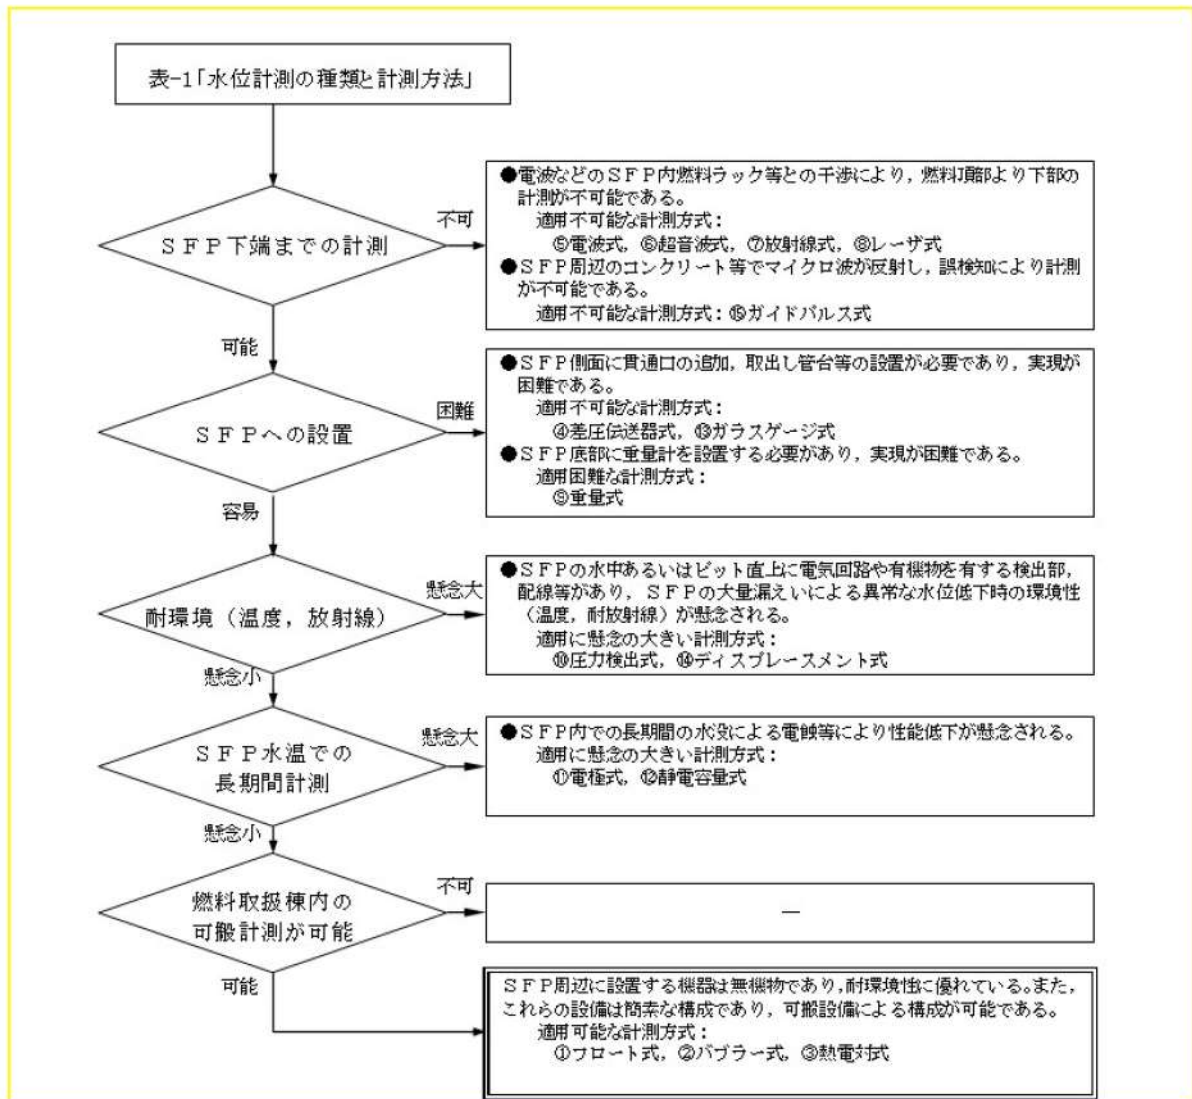 表-1「水位計測の種類と計測方法」
SFP下端までの計測
不可
●電波などのSFP内燃料ラック等との干渉により，燃料頂部より下部の
計測が不可能である。
適用不可能な計測方式：
⑤電波式，⑥超音波式，⑦放射線式，⑧レーザ式
●SFP周辺のコンクリート等でマイクロ波が反射し，誤検知により計測
が不可能である。
適用不可能な計測方式：⑮ガイドパルス式
可能
SFPへの設置
困難
●SFP側面に貫通口の追加，取出し管台等の設置が必要であり，実現が
困難である。
適用不可能な計測方式：
④差圧伝送器式，⑬ガラスゲージ式
●SFP底部に重量計を設置する必要があり，実現が困難である。
適用困難な計測方式：
⑨重量式
容易
耐環境（温度，放射線）
懸念大
●SFPの水中あるいはピット直上に電気回路や有機物を有する検出部，
配線等があり，SFPの大量漏えいによる異常な水位低下時の環境性
（温度，耐放射線）が懸念される。
適用に懸念の大きい計測方式：
⑩圧力検出式，⑭ディスプレースメント式
懸念小
SFP水温での
長期間計測
懸念大
●SFP内での長期間の水没による電蝕等により性能低下が懸念される。
適用に懸念の大きい計測方式：
⑪電極式，⑫静電容量式
懸念小
燃料取扱棟内の
可搬計測が可能
不可
―
可能
SFP周辺に設置する機器は無機物であり，耐環境性に優れている。また，
これらの設備は簡素な構成であり，可搬設備による構成が可能である。
適用可能な計測方式：
①フロート式，②バブラー式，③熱電対式